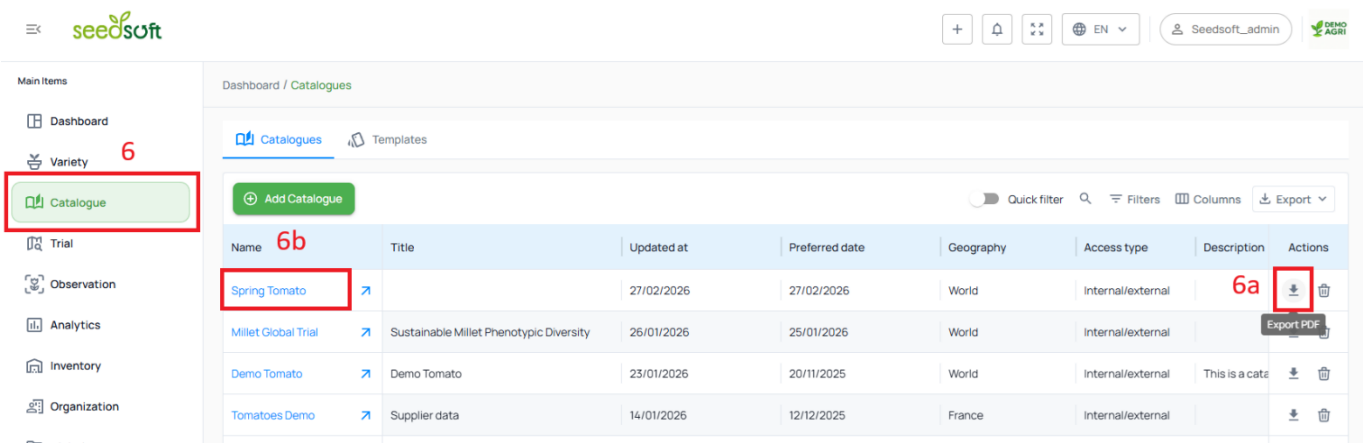 seedsoft
EN
Seedsoft_admin
DEMO
AGRI
Main Items
Dashboard / Catalogues
Dashboard
Catalogues
Templates
6
Variety
Catalogue
Add Catalogue
Quick filter
Filters
Columns
Export
Trial
Name
6b
Title
Updated at
Preferred date
Geography
Access type
Description
Actions
Observation
Spring Tomato
27/02/2026
27/02/2026
World
Internal/external
6a
Export PDF
Analytics
Millet Global Trial
Sustainable Millet Phenotypic Diversity
26/01/2026
25/01/2026
World
Internal/external
Inventory
Demo Tomato
Demo Tomato
23/01/2026
20/11/2025
World
Internal/external
This is a cata
Organization
Tomatoes Demo
Supplier data
14/01/2026
12/12/2025
France
Internal/external